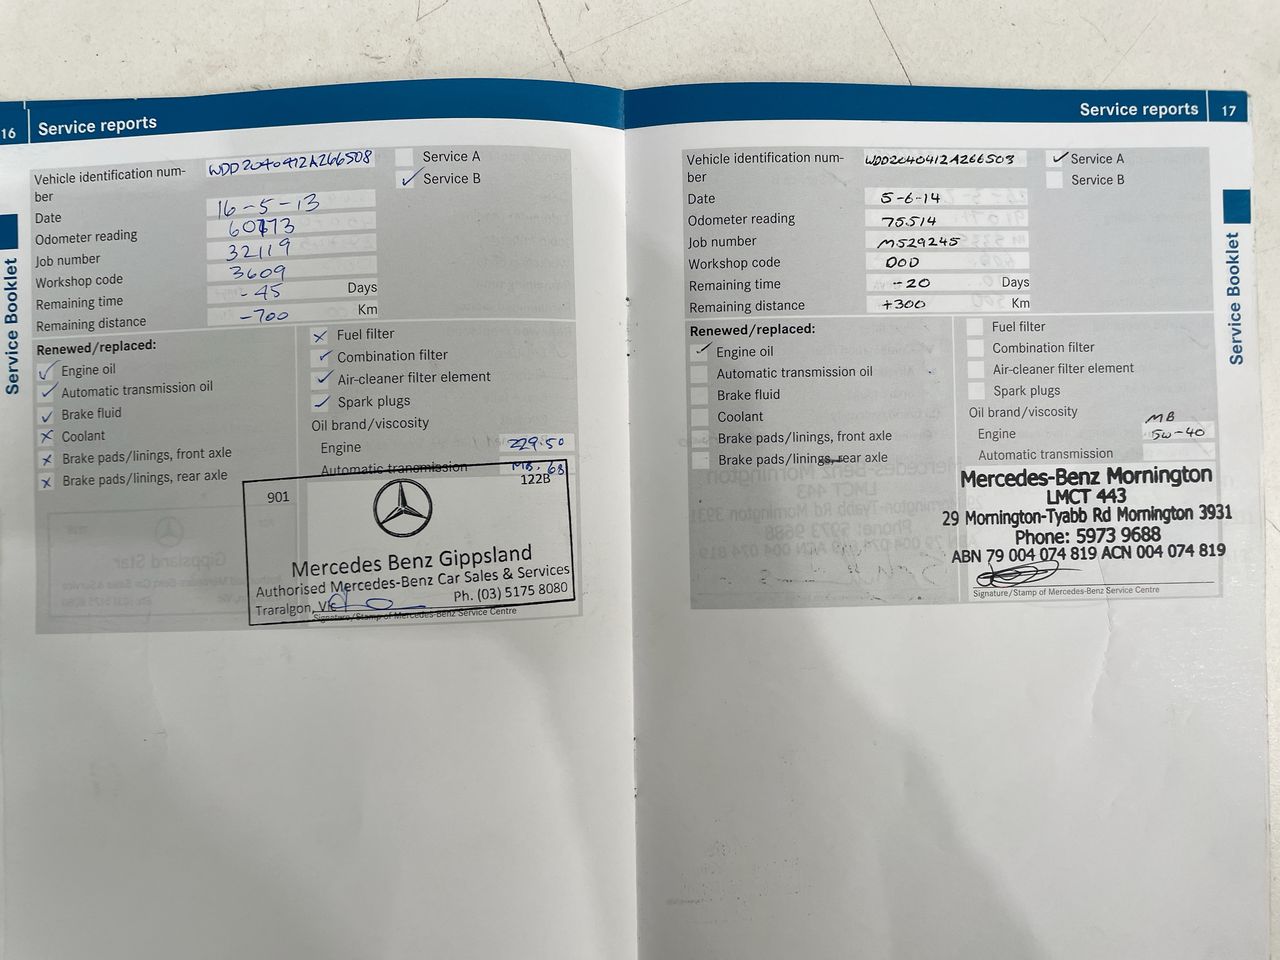 16 Service reports
Service Booklet
Vehicle identification num-
ber WDD2040412A266508
Service A
Service B
Date 16-5-13
Odometer reading
Job number 32119
Workshop code 3609
Remaining time -45 Days
Remaining distance -700 Km
Renewed/replaced:
Engine oil
Automatic transmission oil
Brake fluid
Coolant
Brake pads/linings, front axle
Brake pads/linings, rear axle
Fuel filter
Combination filter
Air-cleaner filter element
Spark plugs
Oil brand/viscosity
Engine 229.50
Automatic transmission MB. 68
122B
901
Mercedes Benz Gippsland
Authorised Mercedes-Benz Car Sales & Services
Traralgon, Vic Ph. (03) 5175 8080
Signature/Stamp of Mercedes-Benz Service Centre
Service reports 17
Service Booklet
Vehicle identification num-
ber WDD2040412A266503
Service A
Service B
Date 5-6-14
Odometer reading 75514
Job number M529245
Workshop code DOD
Remaining time -20 Days
Remaining distance +300 Km
Renewed/replaced:
Engine oil
Automatic transmission oil
Brake fluid
Coolant
Brake pads/linings, front axle
Brake pads/linings, rear axle
Fuel filter
Combination filter
Air-cleaner filter element
Spark plugs
Oil brand/viscosity
MB
Engine 5W-40
Automatic transmission
Mercedes-Benz Mornington
LMCT 443
29 Mornington-Tyabb Rd Mornington 3931
Phone: 5973 9688
ABN 79 004 074 819 ACN 004 074 819
Signature/Stamp of Mercedes-Benz Service Centre